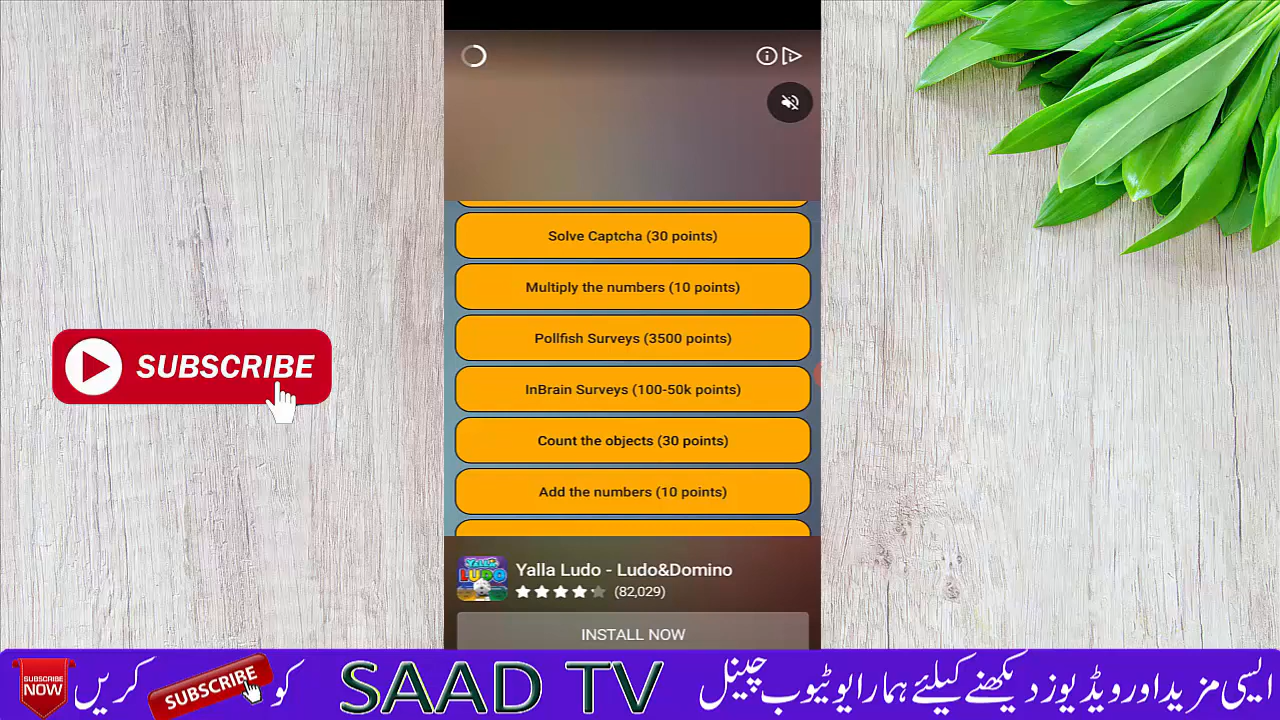 Solve Captcha (30 points)
Multiply the numbers (10 points)
Pollfish Surveys (3500 points)
SUBSCRIBE
InBrain Surveys (100-50k points)
Count the objects (30 points)
Add the numbers (10 points)
YALLA
LUDO
Yalla Ludo - Ludo&Domino
(82,029)
INSTALL NOW
ایسی مزید اور ویڈیوز دیکھنے کیلئے ہمارا یوٹیوب چینل SAAD TV کو SUBSCRIBE کریں
SUBSCRIBE
NOW